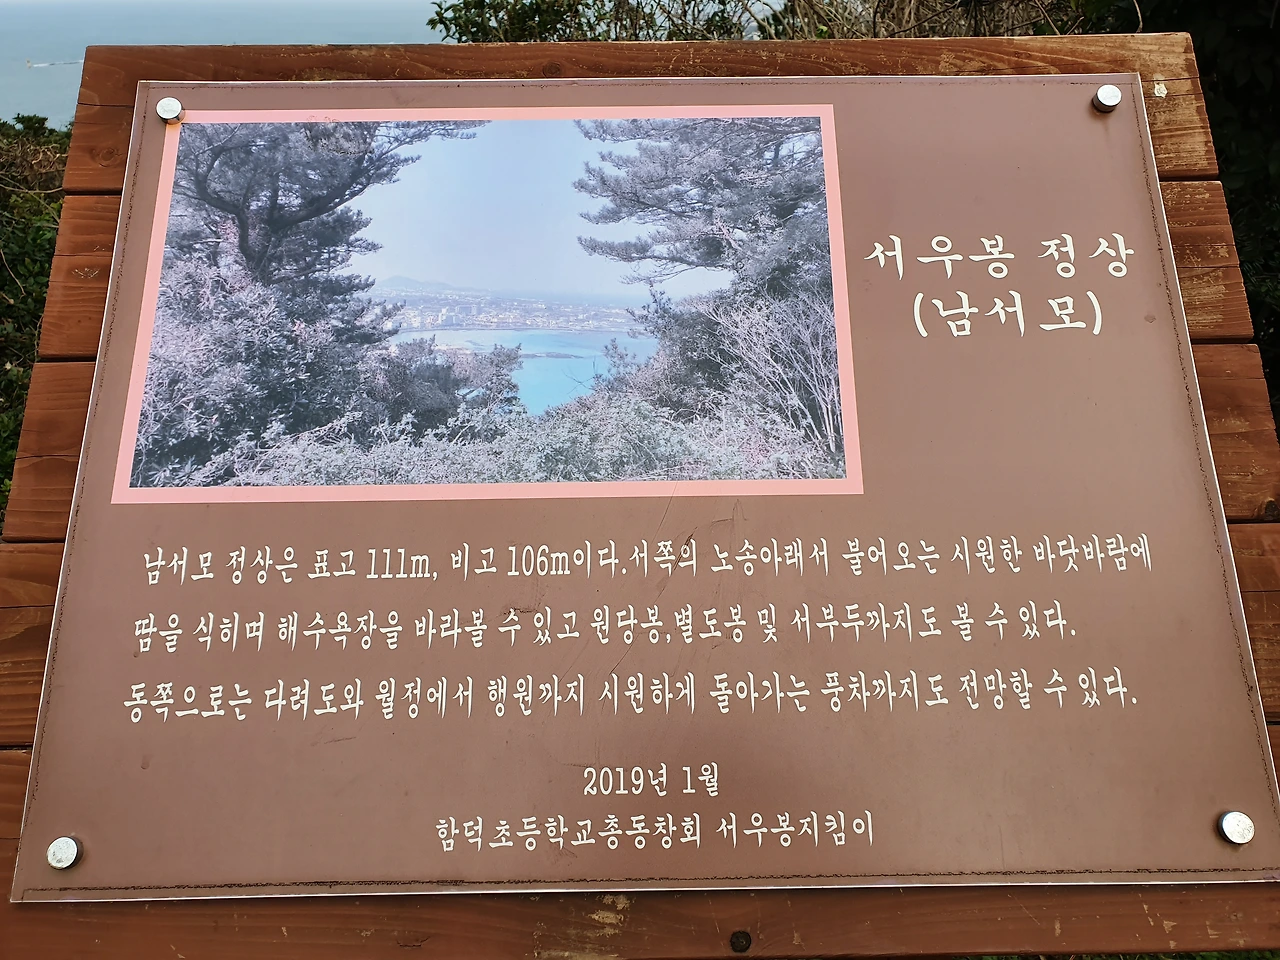 서우봉 정상
(남서모)
남서모 정상은 표고 111m, 비고 106m이다.서쪽의 노송아래서 불어오는 시원한 바닷바람에
땀을 식히며 해수욕장을 바라볼 수 있고 원당봉,별도봉 및 서부두까지도 볼 수 있다.
동쪽으로는 다려도와 월정에서 행원까지 시원하게 돌아가는 풍차까지도 전망할 수 있다.
2019년 1월
함덕초등학교총동창회 서우봉지킴이